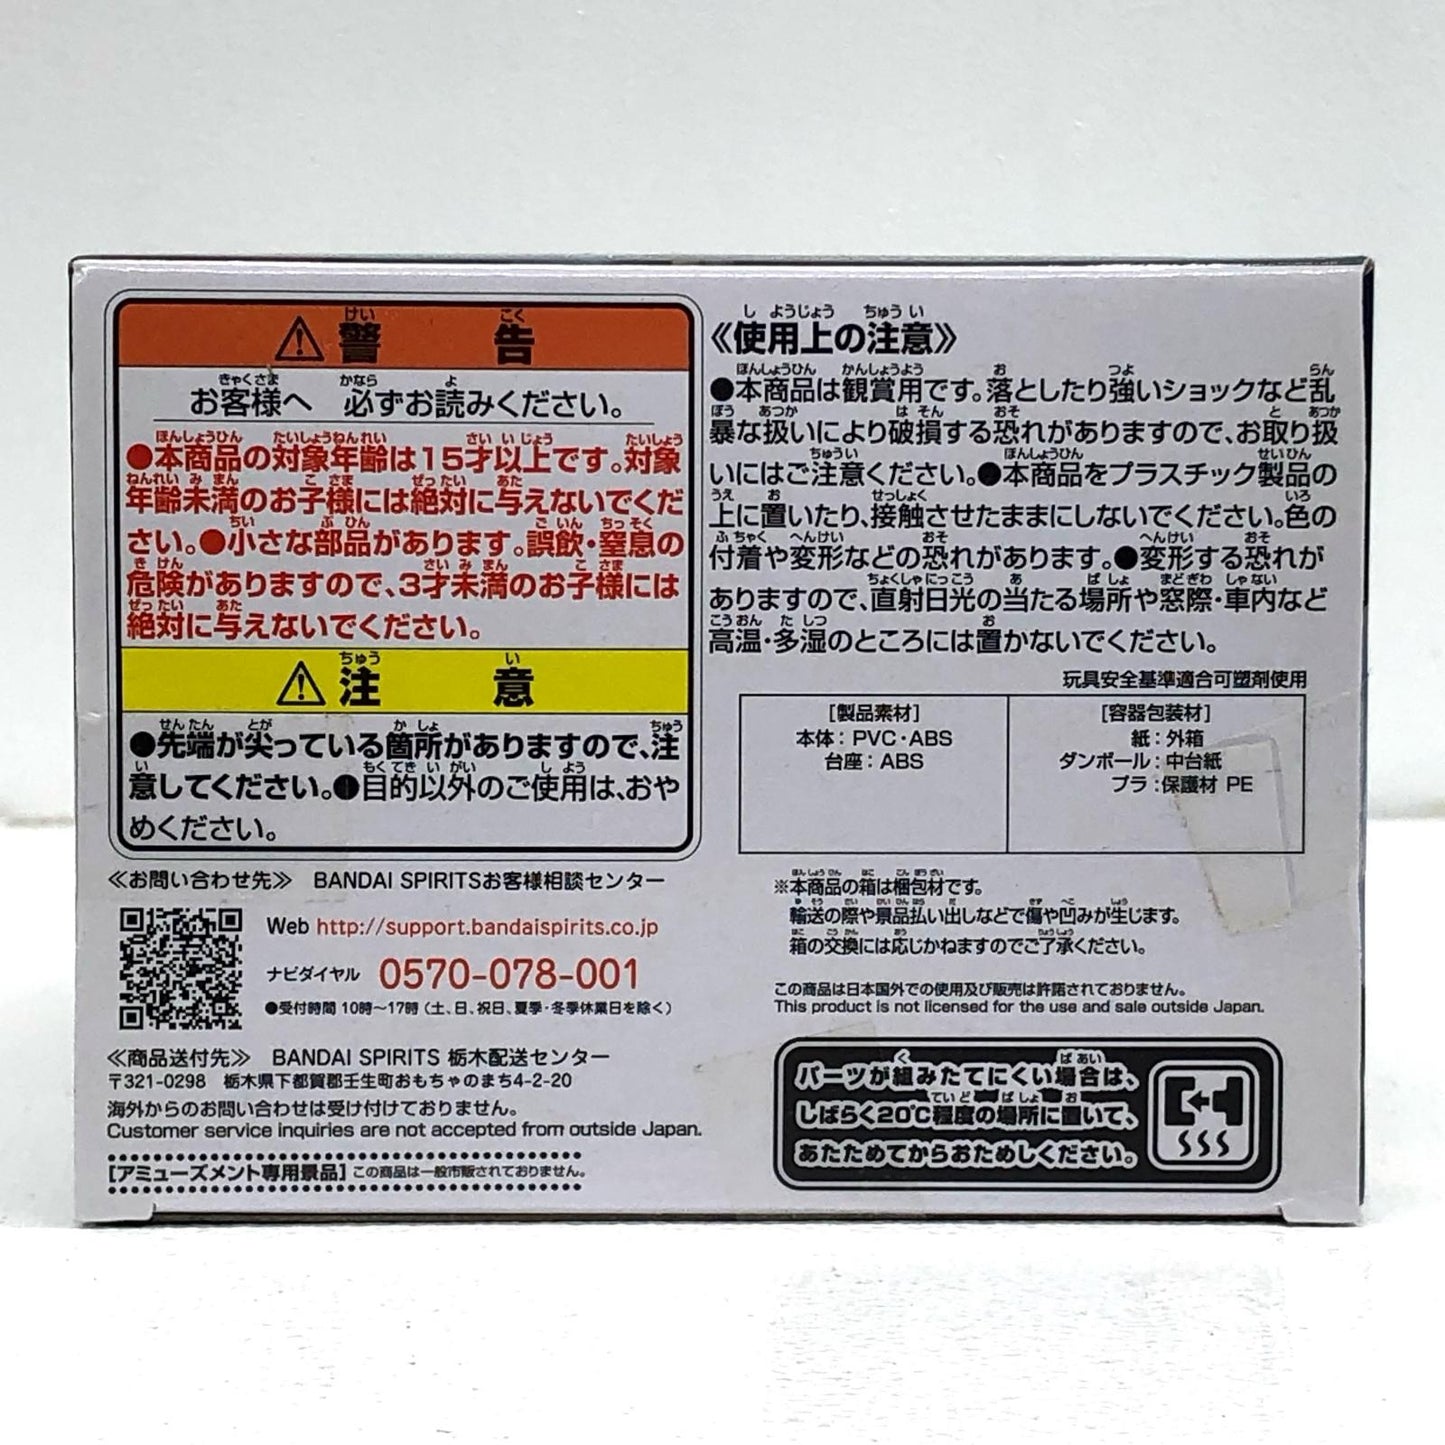 ⚠警告
お客様へ 必ずお読みください。
●本商品の対象年齢は15才以上です。対象
年齢未満のお子様には絶対に与えないでくだ
さい。●小さな部品があります。誤飲・窒息の
危険がありますので、3才未満のお子様には
絶対に与えないでください。
⚠注意
●先端が尖っている箇所がありますので、注
意してください。●目的以外のご使用は、おや
めください。
≪お問い合わせ先≫ BANDAI SPIRITSお客様相談センター
Web http://support.bandaispirits.co.jp
ナビダイヤル 0570-078-001
●受付時間 10時〜17時（土、日、祝日、夏季・冬季休業日を除く）
≪商品送付先≫ BANDAI SPIRITS 栃木配送センター
〒321-0298 栃木県下都賀郡壬生町おもちゃのまち4-2-20
海外からのお問い合わせは受け付けておりません。
Customer service inquiries are not accepted from outside Japan.
[アミューズメント専用景品] この商品は一般市販されておりません。
《使用上の注意》
●本商品は観賞用です。落としたり強いショックなど乱
暴な扱いにより破損する恐れがありますので、お取り扱
いにはご注意ください。●本商品をプラスチック製品の
上に置いたり、接触させたままにしないでください。色の
付着や変形などの恐れがあります。●変形する恐れが
ありますので、直射日光の当たる場所や窓際・車内など
高温・多湿のところには置かないでください。
玩具安全基準適合可塑剤使用
[製品素材]
本体：PVC・ABS
台座：ABS
[容器包装材]
紙：外箱
ダンボール：中台紙
プラ：保護材 PE
※本商品の箱は梱包材です。
輸送の際や景品払い出しなどで傷や凹みが生じます。
箱の交換には応じかねますのでご了承ください。
この商品は日本国外での使用及び販売は許諾されておりません。
This product is not licensed for the use and sale outside Japan.
パーツが組みたてにくい場合は、
しばらく20℃程度の場所に置いて、
あたためてからおためしください。